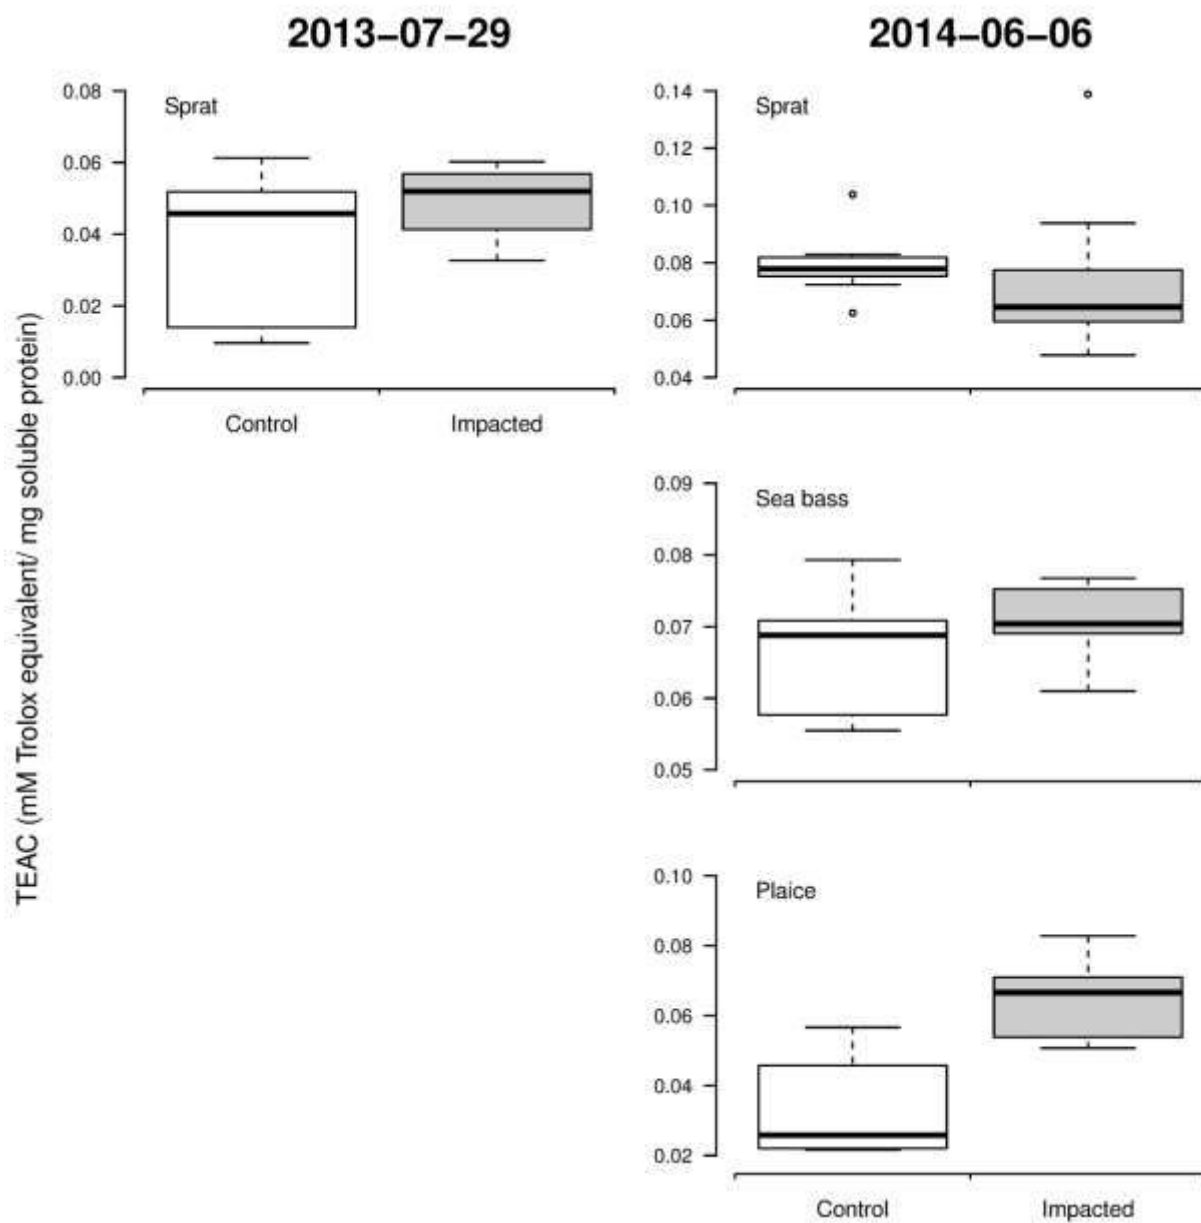 2013-07-29
2014-06-06
TEAC (mM Trolox equivalent/ mg soluble protein)
Sprat
0.08
0.06
0.04
0.02
0.00
Control
Impacted
Sprat
0.14
0.12
0.10
0.08
0.06
0.04
Sea bass
0.09
0.08
0.07
0.06
0.05
Plaice
0.10
0.08
0.06
0.04
0.02
Control
Impacted